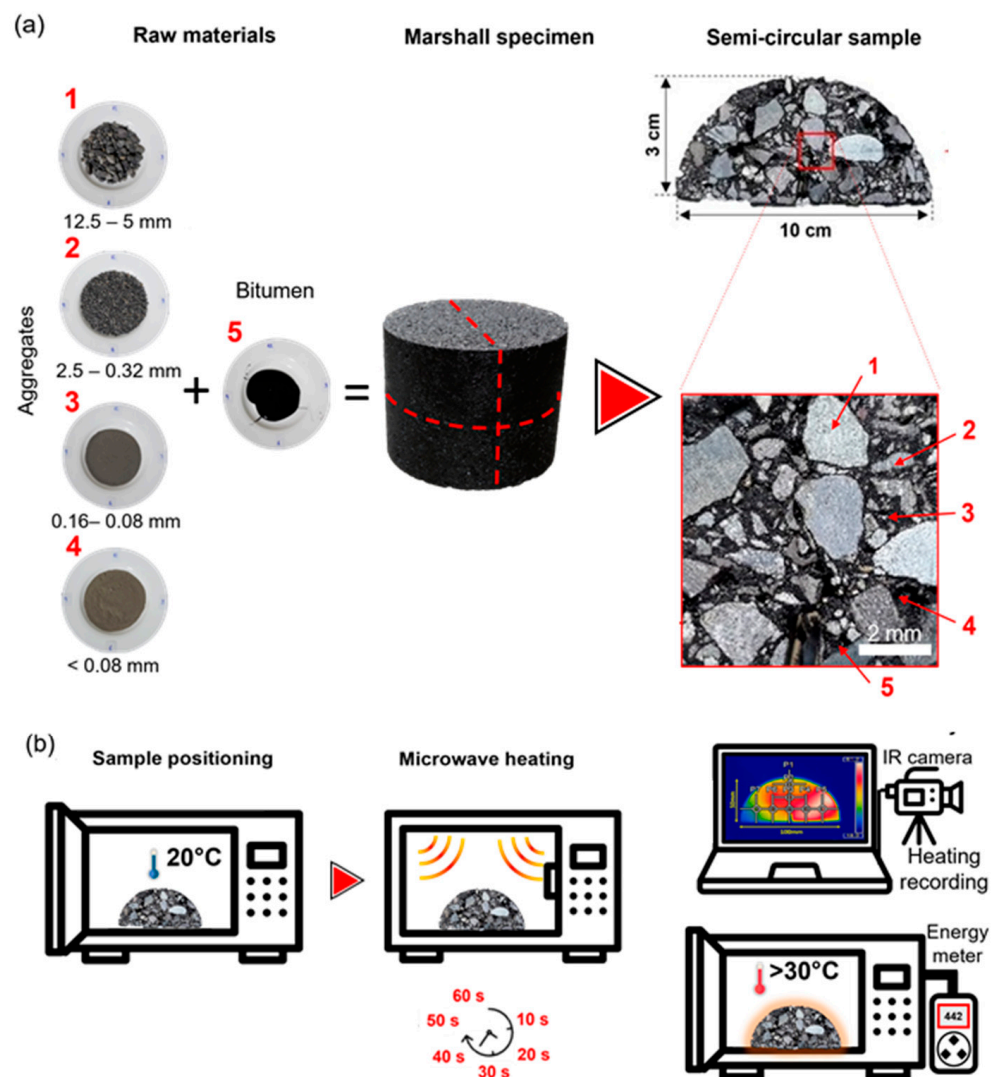 (a)
Raw materials
Marshall specimen
Semi-circular sample
1
12.5 – 5 mm
2
2.5 – 0.32 mm
3
0.16– 0.08 mm
4
< 0.08 mm
Aggregates
+
Bitumen
5
=
3 cm
10 cm
1
2
3
4
5
2 mm
(b)
Sample positioning
20°C
Microwave heating
60 s
50 s
10 s
40 s
20 s
30 s
IR camera
P1
100mm
Heating
recording
Energy
meter
>30°C
442